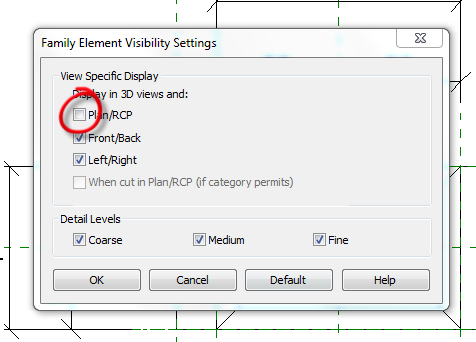 Family Element Visibility Settings
View Specific Display
Display in 3D views and:
Plan/RCP
Front/Back
Left/Right
When cut in Plan/RCP (if category permits)
Detail Levels
Coarse Medium Fine
OK Cancel Default Help